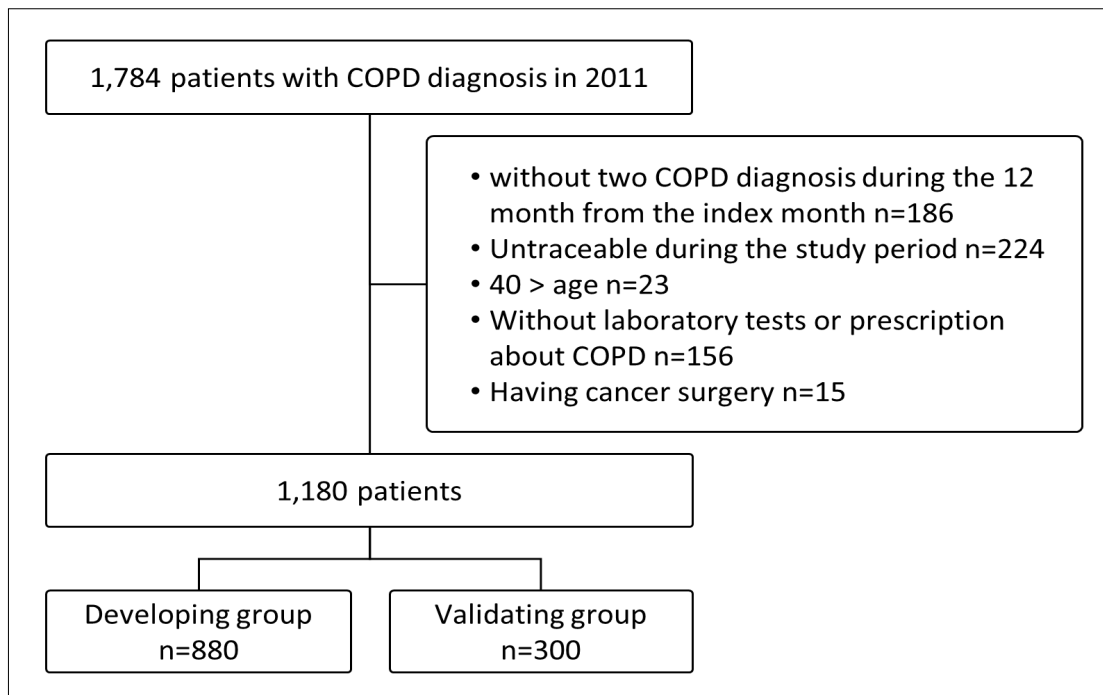 1,784 patients with COPD diagnosis in 2011
• without two COPD diagnosis during the 12
month from the index month n=186
• Untraceable during the study period n=224
• 40 > age n=23
• Without laboratory tests or prescription
about COPD n=156
• Having cancer surgery n=15
1,180 patients
Developing group
n=880
Validating group
n=300